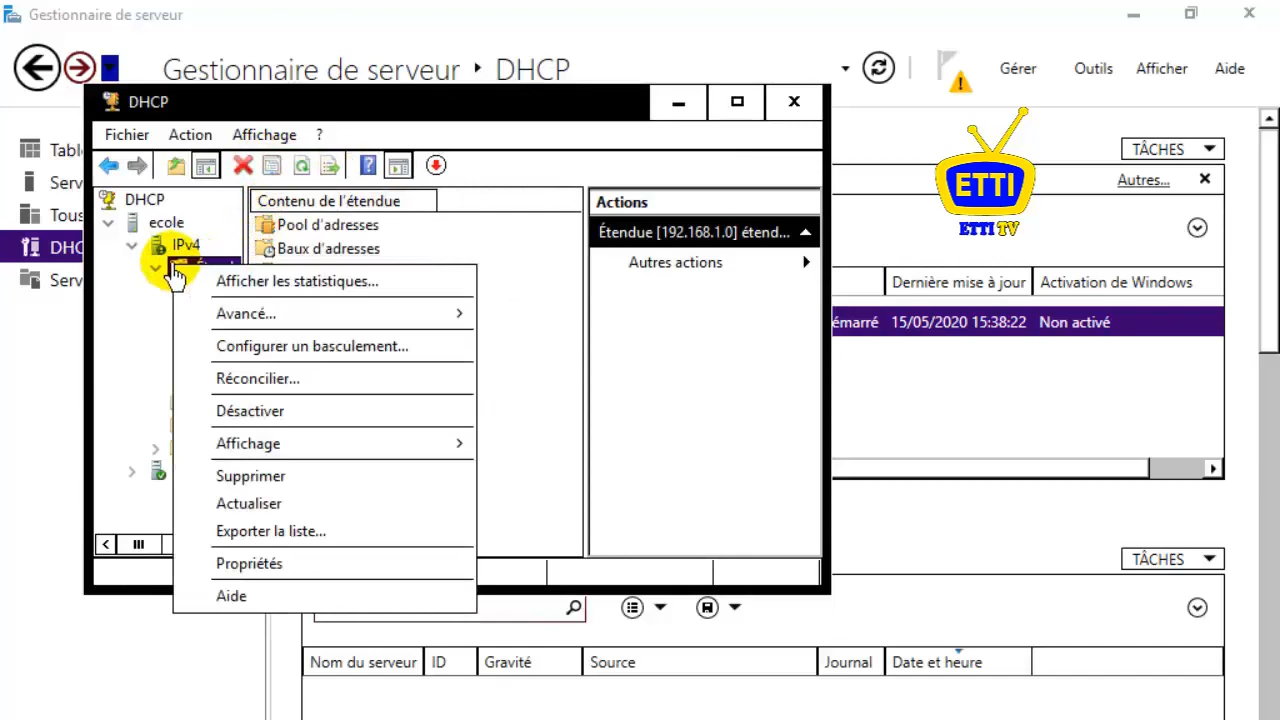 Gestionnaire de serveur
Gestionnaire de serveur • DHCP
Gérer
Outils
Afficher
Aide
DHCP
Fichier
Action
Affichage
?
DHCP
ecole
IPv4
Contenu de l'étendue
Pool d'adresses
Baux d'adresses
Actions
Étendue [192.168.1.0] étend...
Autres actions
Afficher les statistiques...
Avancé...
Configurer un basculement...
Réconcilier...
Désactiver
Affichage
Supprimer
Actualiser
Exporter la liste...
Propriétés
Aide
ETTI
ETTI TV
TÂCHES
Autres...
Dernière mise à jour
Activation de Windows
émarré
15/05/2020 15:38:22
Non activé
TÂCHES
Nom du serveur
ID
Gravité
Source
Journal
Date et heure
Tabl
Serv
Tous
DHC
Serv